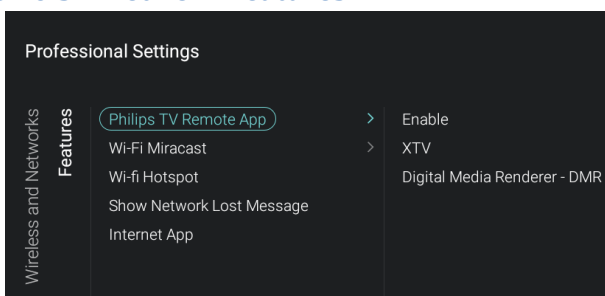 Professional Settings
Wireless and Networks
Features
Philips TV Remote App
Wi-Fi Miracast
Wi-fi Hotspot
Show Network Lost Message
Internet App
Enable
XTV
Digital Media Renderer - DMR